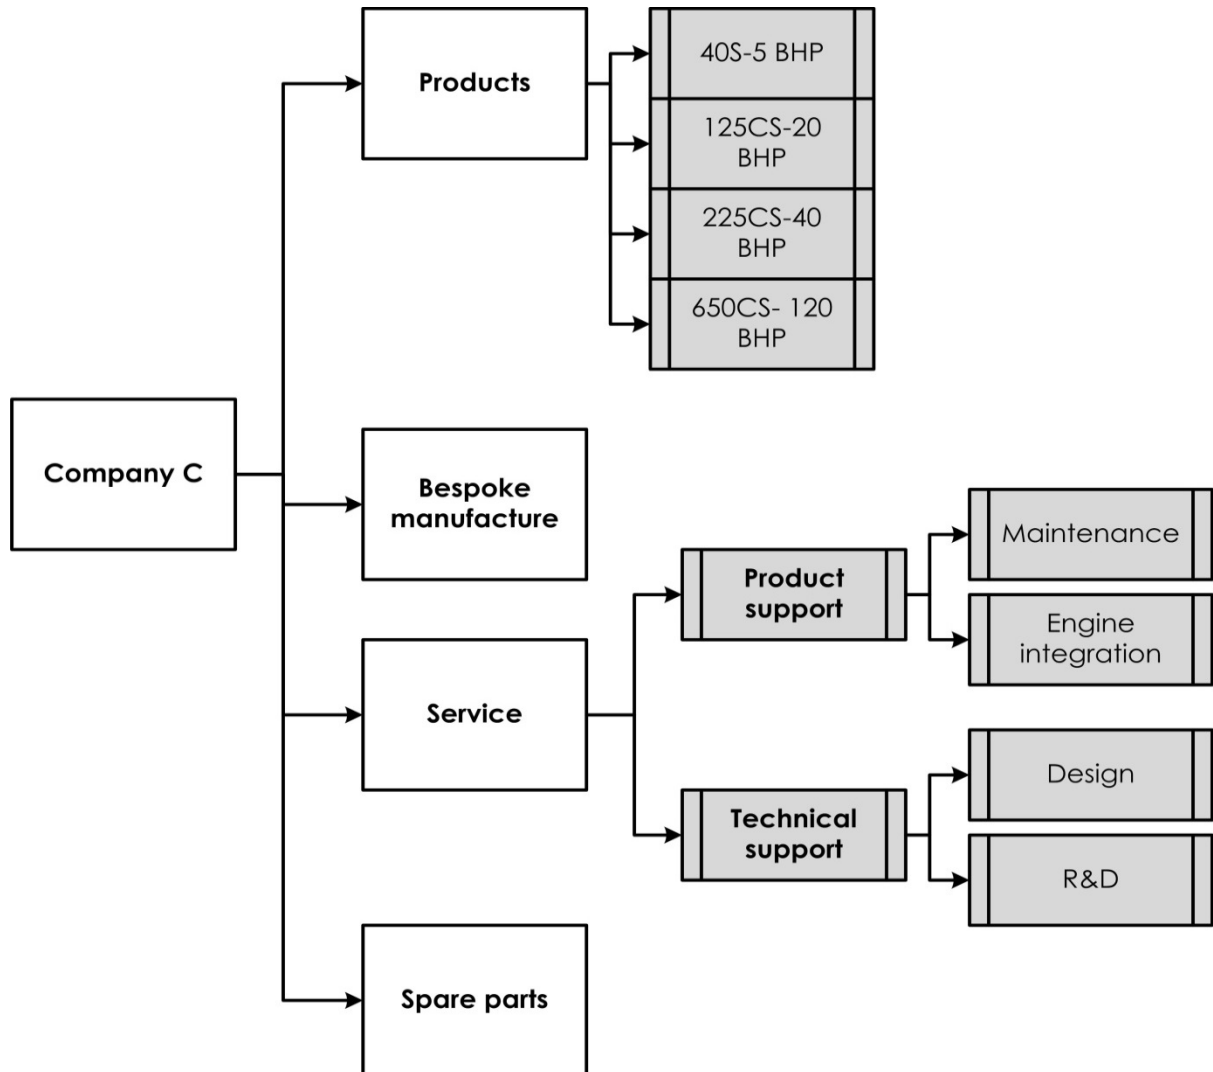 Products
40S-5 BHP
125CS-20
BHP
225CS-40
BHP
650CS- 120
BHP
Company C
Bespoke
manufacture
Service
Product
support
Maintenance
Engine
integration
Technical
support
Design
R&D
Spare parts